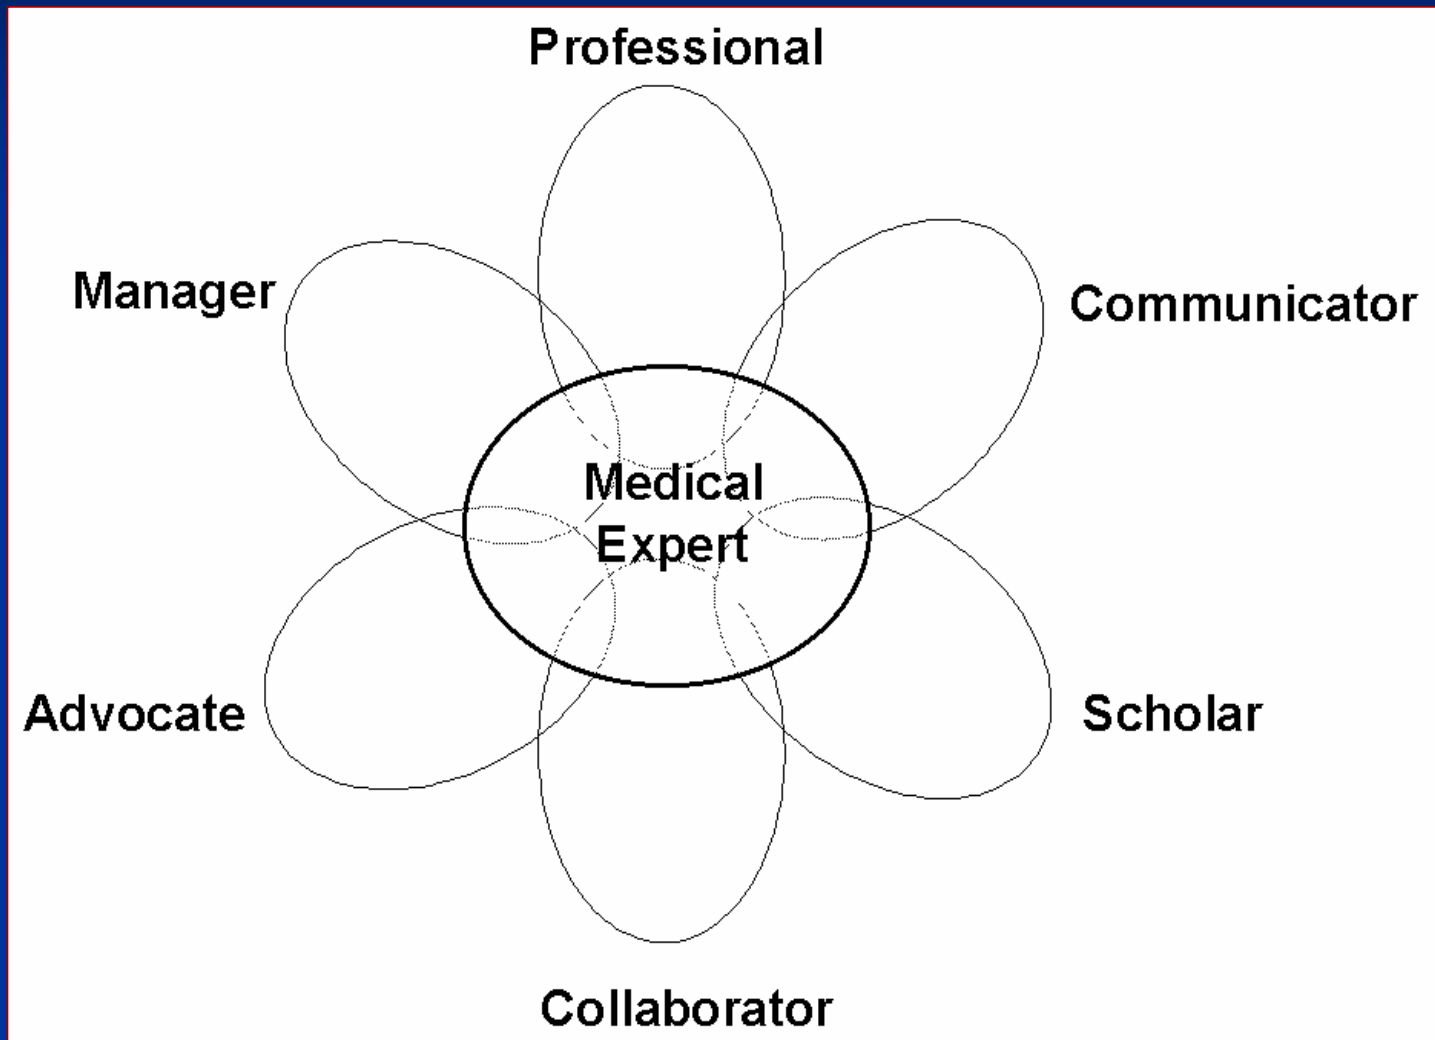 Professional
Manager
Communicator
Medical
Expert
Advocate
Scholar
Collaborator